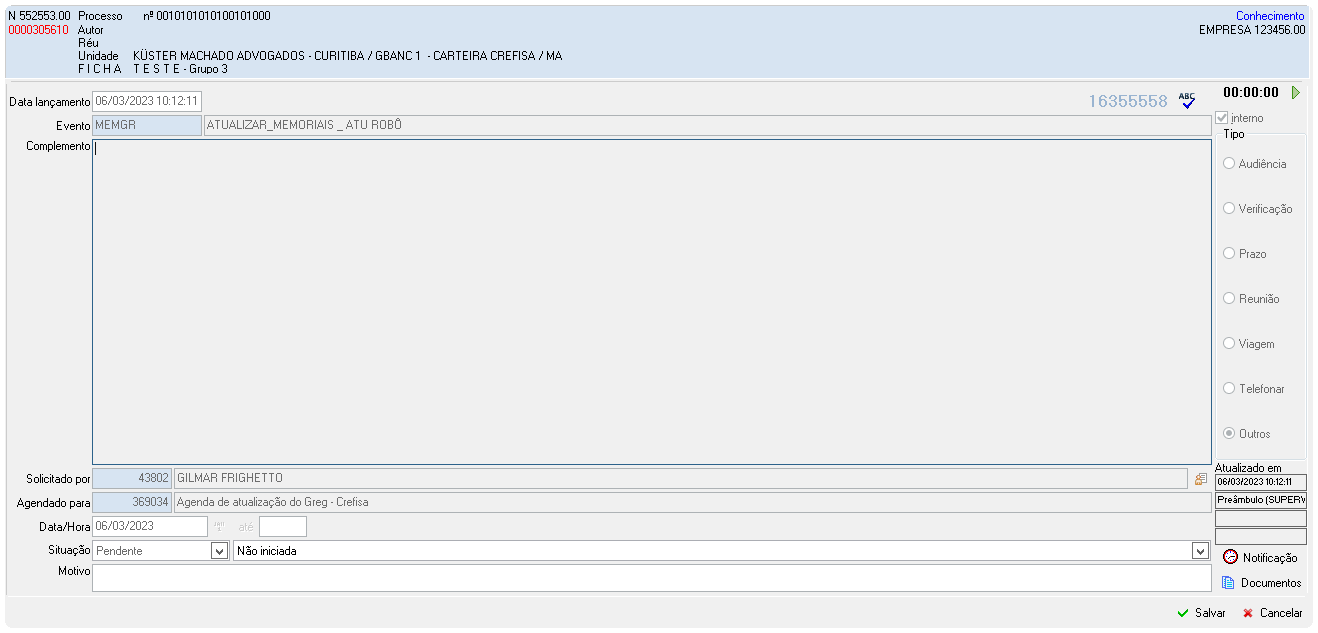 N 552553.00 Processo nº 0010101010100101000 Conhecimento
0000305610 Autor EMPRESA 123456.00
Réu
Unidade KÜSTER MACHADO ADVOGADOS - CURITIBA / GBANC 1 - CARTEIRA CREFISA / MA
F I C H A T E S T E - Grupo 3
Data lançamento 06/03/2023 10:12:11 16355558 ABC 00:00:00
Evento MEMGR ATUALIZAR_MEMORIAIS _ ATU ROBÔ interno
Complemento
Tipo
Audiência
Verificação
Prazo
Reunião
Viagem
Telefonar
Outros
Solicitado por 43802 GILMAR FRIGHETTO
Agendado para 369034 Agenda de atualização do Greg - Crefisa
Data/Hora 06/03/2023 até
Situação Pendente Não iniciada
Motivo
Atualizado em
06/03/2023 10:12:11
Preâmbulo (SUPERV
Notificação
Documentos
Salvar Cancelar